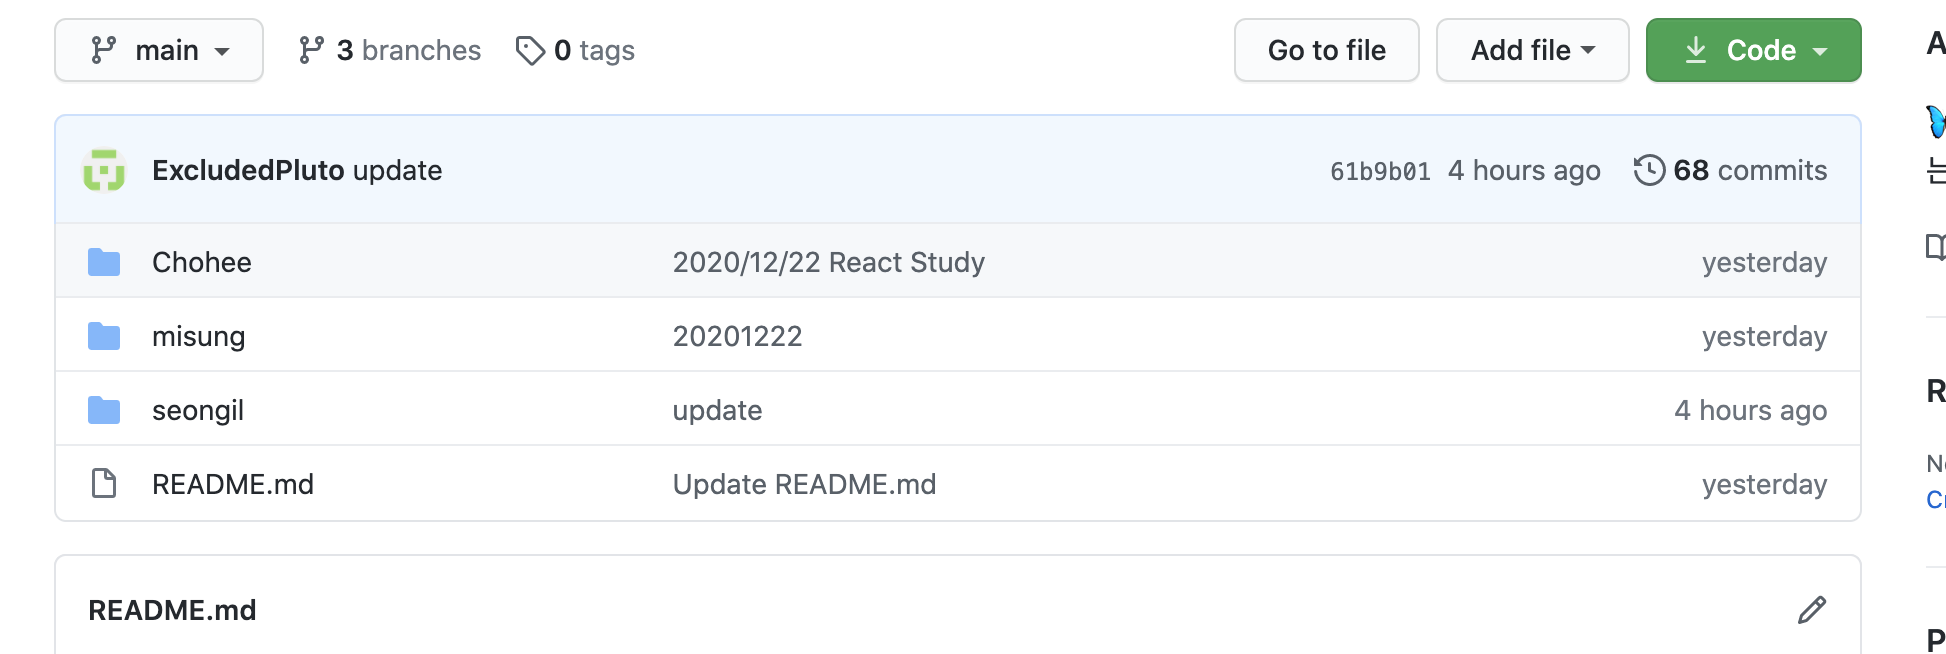 main 3 branches 0 tags Go to file Add file Code
ExcludedPluto update 61b9b01 4 hours ago 68 commits
Chohee 2020/12/22 React Study yesterday
misung 20201222 yesterday
seongil update 4 hours ago
README.md Update README.md yesterday
README.md